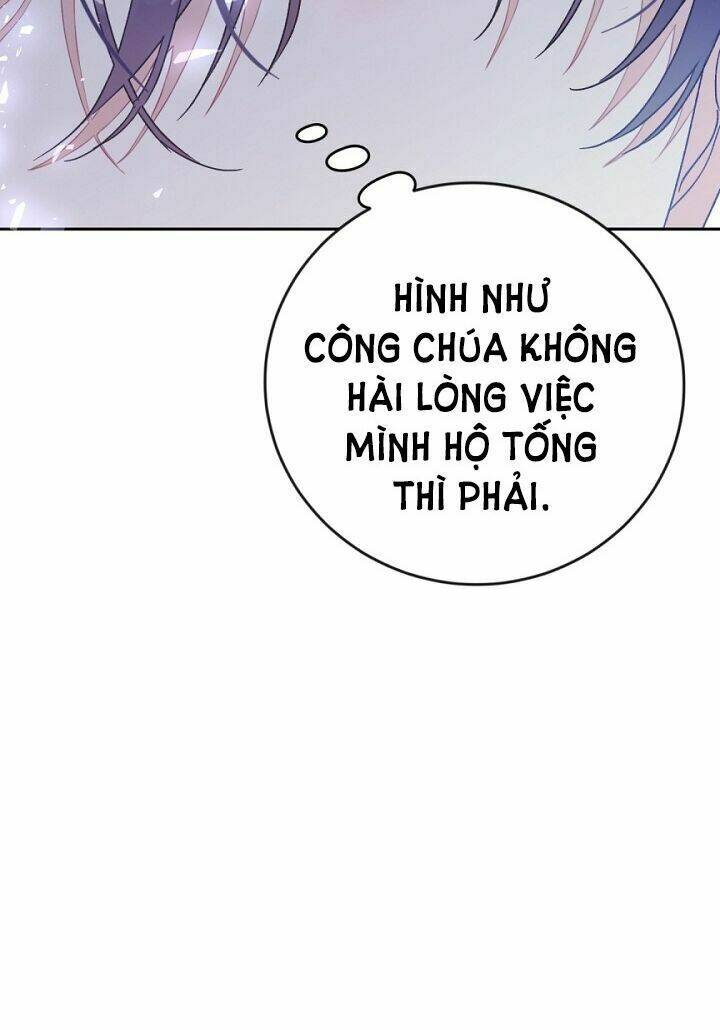 HÌNH NHƯ
CÔNG CHÚA KHÔNG
HÀI LÒNG VIỆC
MÌNH HỘ TỐNG
THÌ PHẢI.